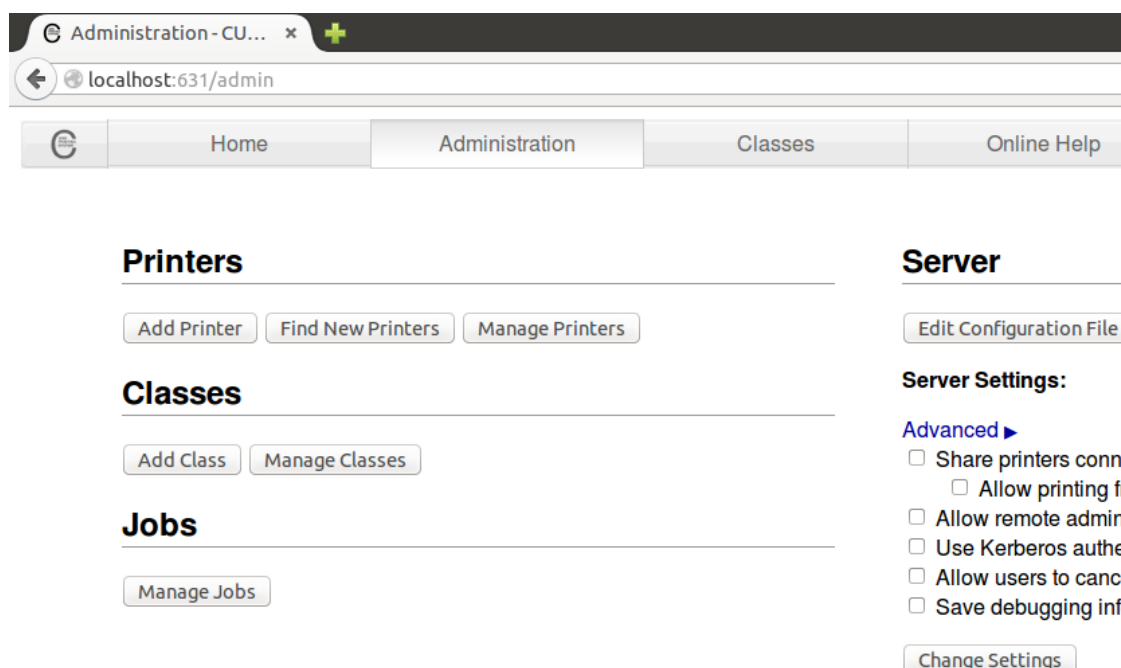 Administration - CU...
localhost:631/admin
Home Administration Classes Online Help
Printers
Add Printer Find New Printers Manage Printers
Classes
Add Class Manage Classes
Jobs
Manage Jobs
Server
Edit Configuration File
Server Settings:
Advanced ▶
Share printers conn
Allow printing f
Allow remote admin
Use Kerberos authe
Allow users to canc
Save debugging inf
Change Settings